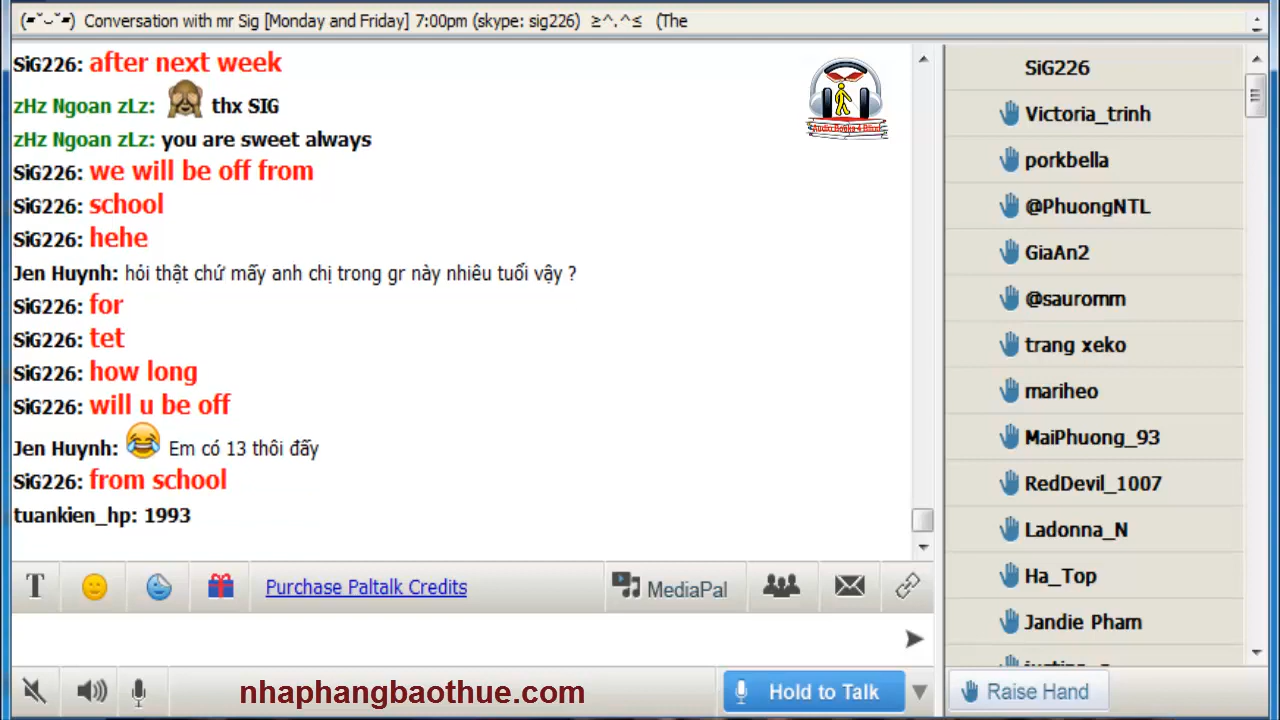 (▰˘◡˘▰) Conversation with mr Sig [Monday and Friday] 7:00pm (skype: sig226) ≥^.^≤ (The
SiG226: after next week
zHz Ngoan zLz: thx SIG
zHz Ngoan zLz: you are sweet always
SiG226: we will be off from
SiG226: school
SiG226: hehe
Jen Huynh: hỏi thật chứ mấy anh chị trong gr này nhiêu tuổi vậy ?
SiG226: for
SiG226: tet
SiG226: how long
SiG226: will u be off
Jen Huynh: Em có 13 thôi đấy
SiG226: from school
tuankien_hp: 1993
Audio Books 4 Blind
SiG226
Victoria_trinh
porkbella
@PhuongNTL
GiaAn2
@sauromm
trang xeko
mariheo
MaiPhuong_93
RedDevil_1007
Ladonna_N
Ha_Top
Jandie Pham
T
Purchase Paltalk Credits
MediaPal
nhaphangbaothue.com
Hold to Talk
Raise Hand